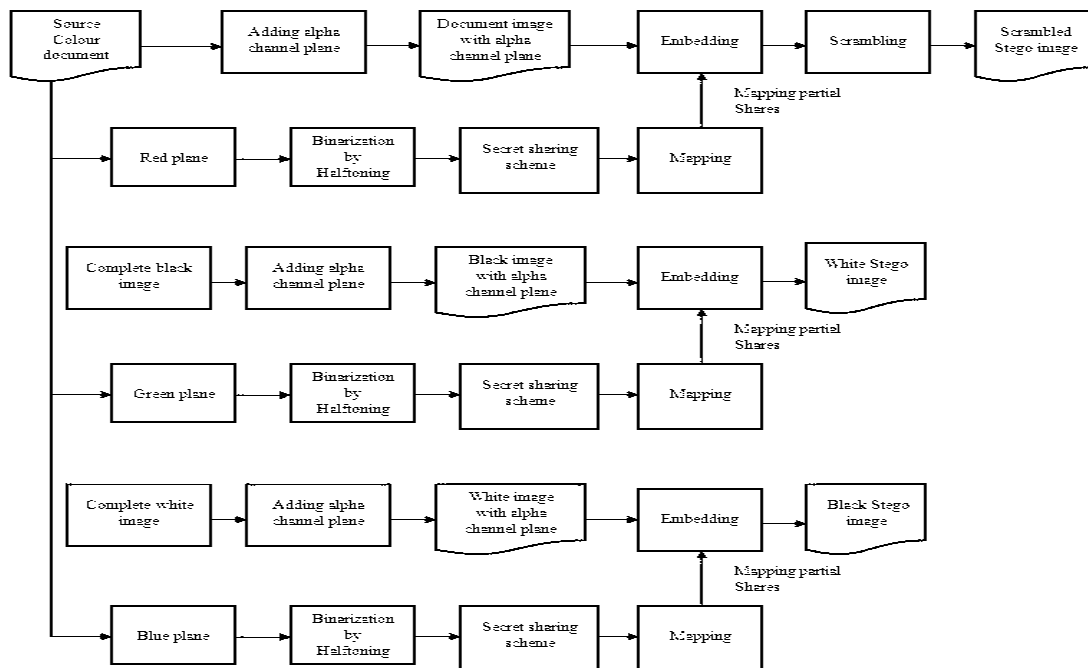 Source
Colour
document
Adding alpha
channel plane
Document image
with alpha
channel plane
Embedding
Scrambling
Scrambled
Stego image
Mapping partial
Shares
Red plane
Binarization
by
Halftoning
Secret sharing
scheme
Mapping
Complete black
image
Adding alpha
channel plane
Black image
with alpha
channel plane
Embedding
White Stego
image
Mapping partial
Shares
Green plane
Binarization
by
Halftoning
Secret sharing
scheme
Mapping
Complete white
image
Adding alpha
channel plane
White image
with alpha
channel plane
Embedding
Black Stego
image
Mapping partial
Shares
Blue plane
Binarization
by
Halftoning
Secret sharing
scheme
Mapping